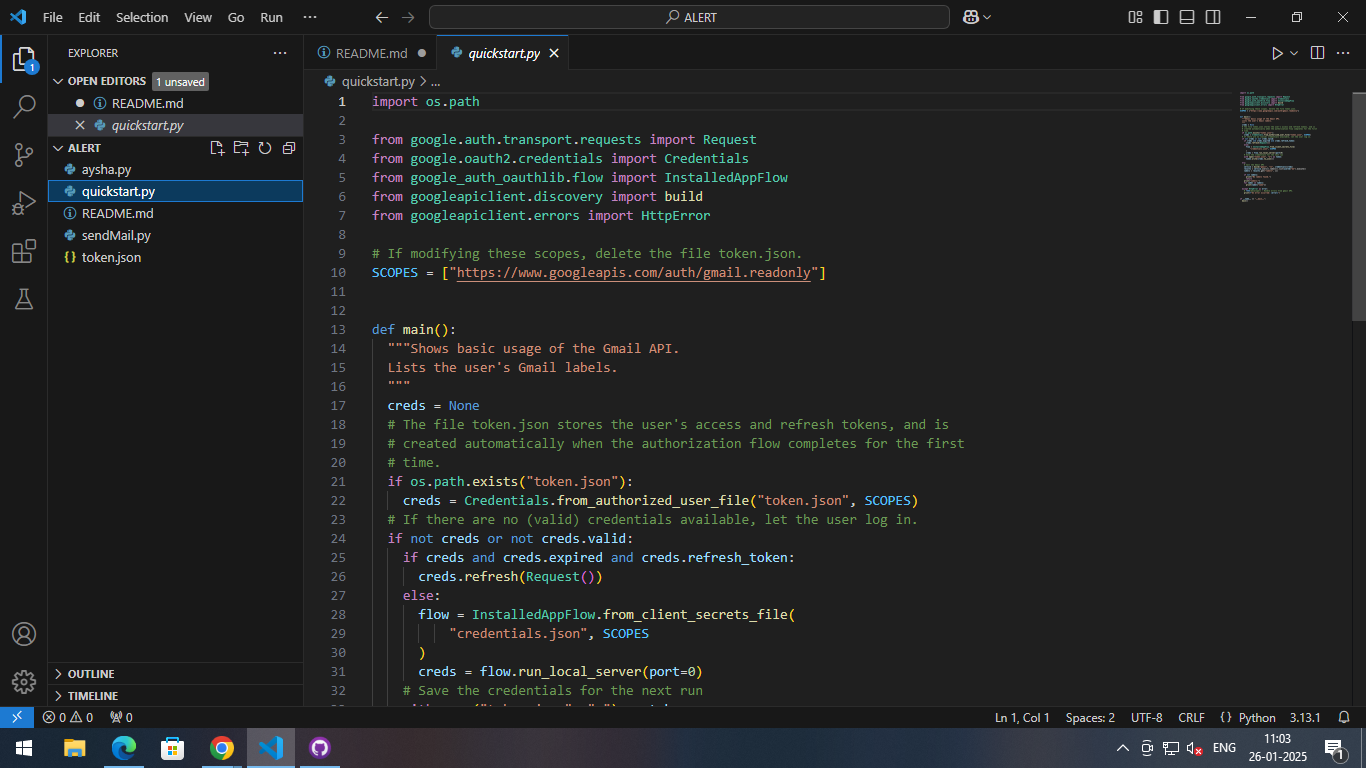 File Edit Selection View Go Run ···
ALERT
EXPLORER ···
OPEN EDITORS 1 unsaved
README.md
quickstart.py
ALERT
aysha.py
quickstart.py
README.md
sendMail.py
{} token.json
OUTLINE
TIMELINE
README.md
quickstart.py
quickstart.py > ...
1 import os.path
2
3 from google.auth.transport.requests import Request
4 from google.oauth2.credentials import Credentials
5 from google_auth_oauthlib.flow import InstalledAppFlow
6 from googleapiclient.discovery import build
7 from googleapiclient.errors import HttpError
8
9 # If modifying these scopes, delete the file token.json.
10 SCOPES = ["https://www.googleapis.com/auth/gmail.readonly"]
11
12
13 def main():
14 """Shows basic usage of the Gmail API.
15 Lists the user's Gmail labels.
16 """
17 creds = None
18 # The file token.json stores the user's access and refresh tokens, and is
19 # created automatically when the authorization flow completes for the first
20 # time.
21 if os.path.exists("token.json"):
22 creds = Credentials.from_authorized_user_file("token.json", SCOPES)
23 # If there are no (valid) credentials available, let the user log in.
24 if not creds or not creds.valid:
25 if creds and creds.expired and creds.refresh_token:
26 creds.refresh(Request())
27 else:
28 flow = InstalledAppFlow.from_client_secrets_file(
29 "credentials.json", SCOPES
30 )
31 creds = flow.run_local_server(port=0)
32 # Save the credentials for the next run
0 0 0
Ln 1, Col 1 Spaces: 2 UTF-8 CRLF {} Python 3.13.1
ENG
11:03
26-01-2025
1